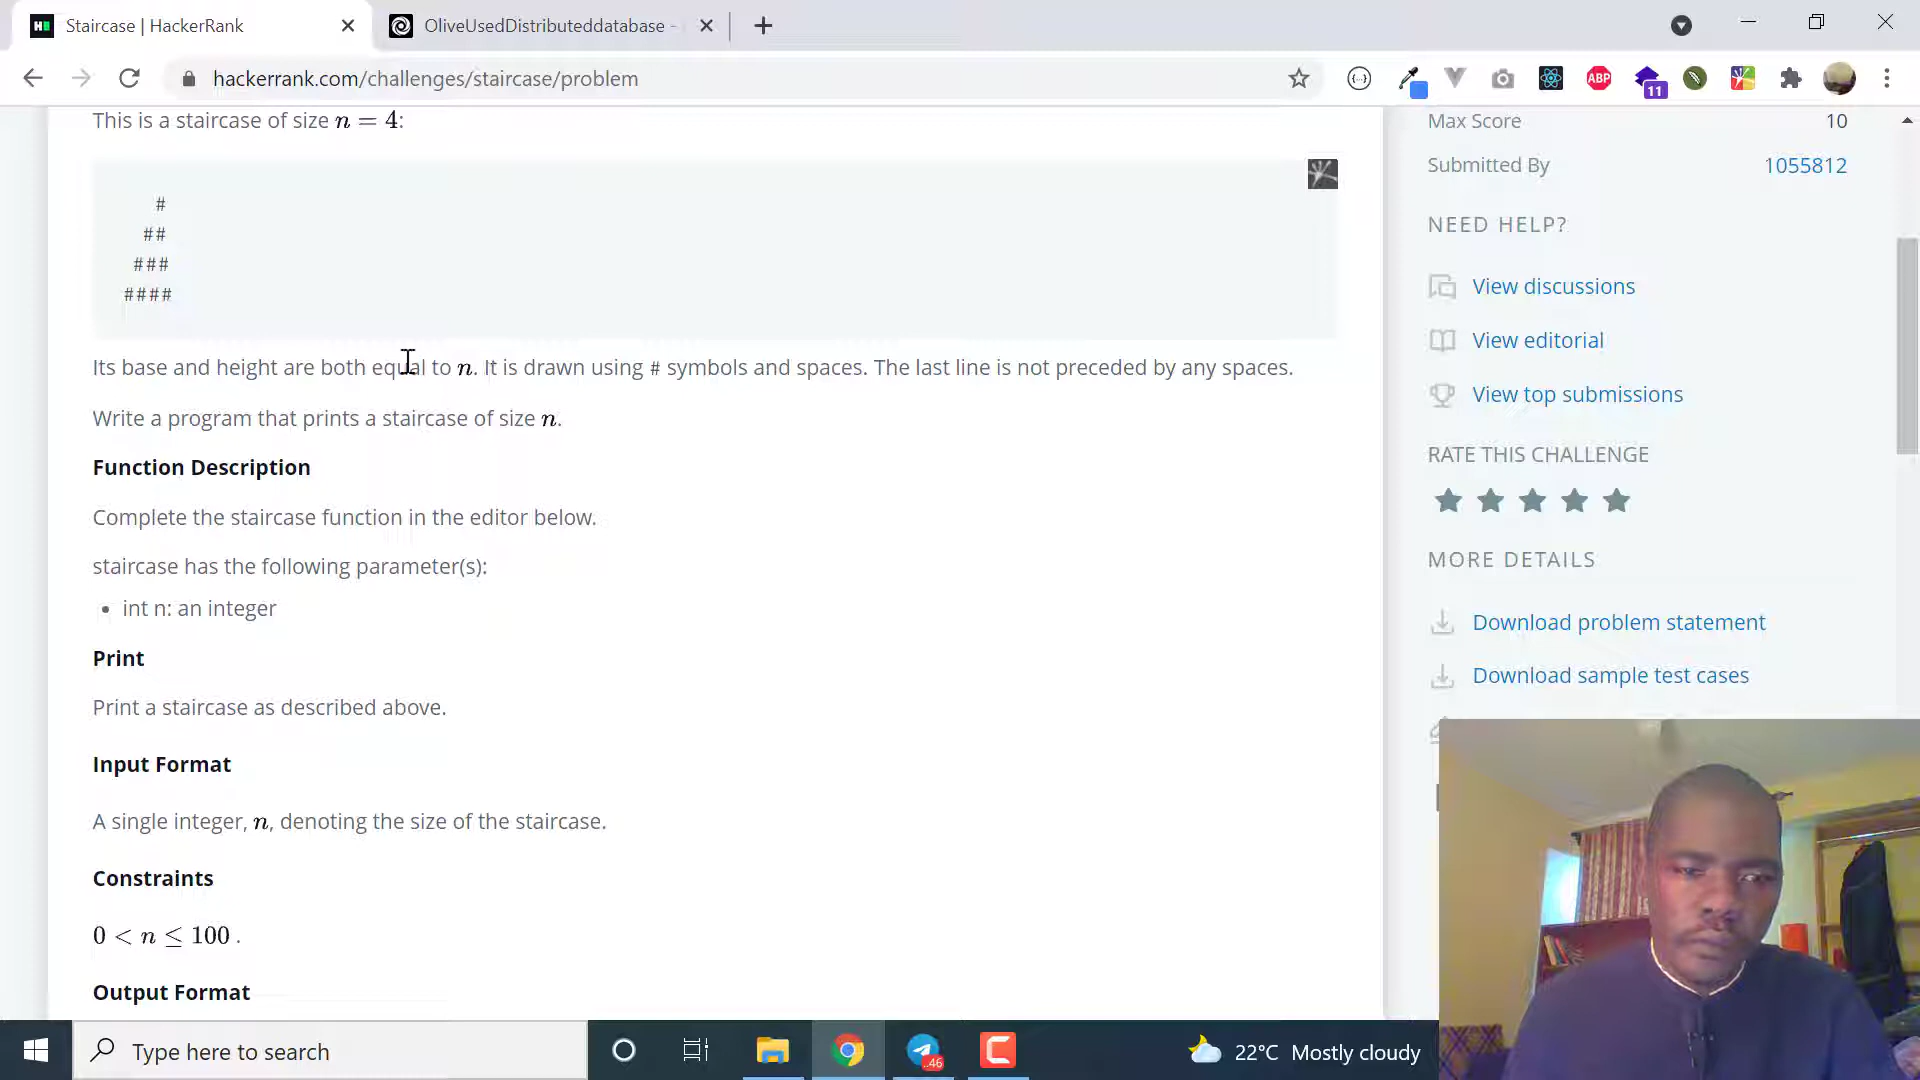 Staircase | HackerRank
OliveUsedDistributeddatabase -
hackerrank.com/challenges/staircase/problem
ABP
11
This is a staircase of size n = 4:
#
##
###
####
Its base and height are both equal to n. It is drawn using # symbols and spaces. The last line is not preceded by any spaces.
Write a program that prints a staircase of size n.
Function Description
Complete the staircase function in the editor below.
staircase has the following parameter(s):
• int n: an integer
Print
Print a staircase as described above.
Input Format
A single integer, n, denoting the size of the staircase.
Constraints
0 < n ≤ 100 .
Output Format
Max Score 10
Submitted By 1055812
NEED HELP?
View discussions
View editorial
View top submissions
RATE THIS CHALLENGE
MORE DETAILS
Download problem statement
Download sample test cases
Type here to search
..46
22°C Mostly cloudy